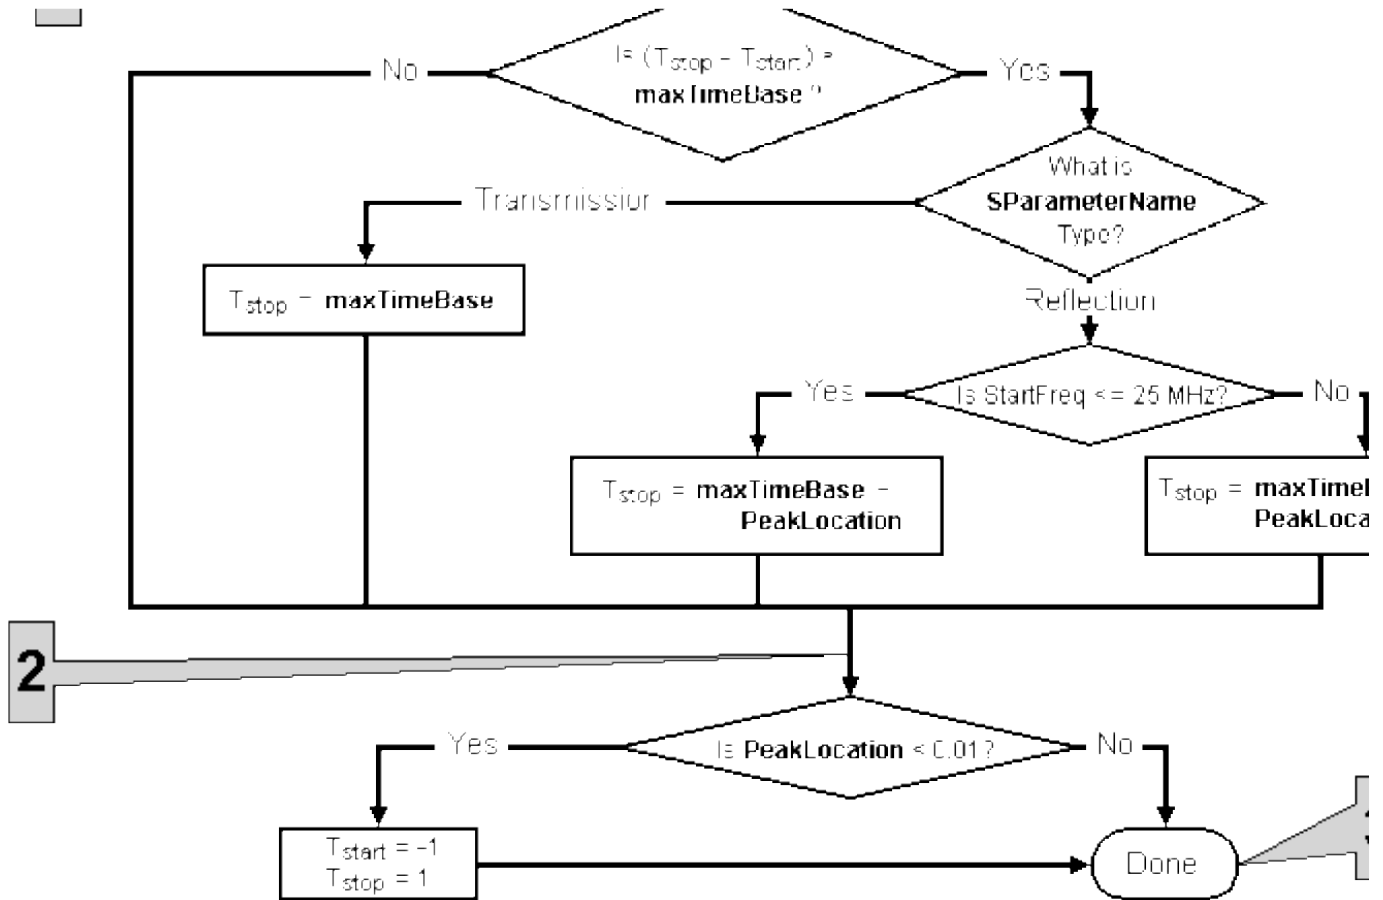 Is (Tstop - Tstart) >
maxTimeBase ?
No
Yes
What is
SParameterName
Type?
Transmission
Tstop = maxTimeBase
Reflection
Is StartFreq <= 25 MHz?
Yes
No
Tstop = maxTimeBase -
PeakLocation
Tstop =
2
Is PeakLocation < 0.01?
Yes
No
Tstart = -1
Tstop = 1
Done